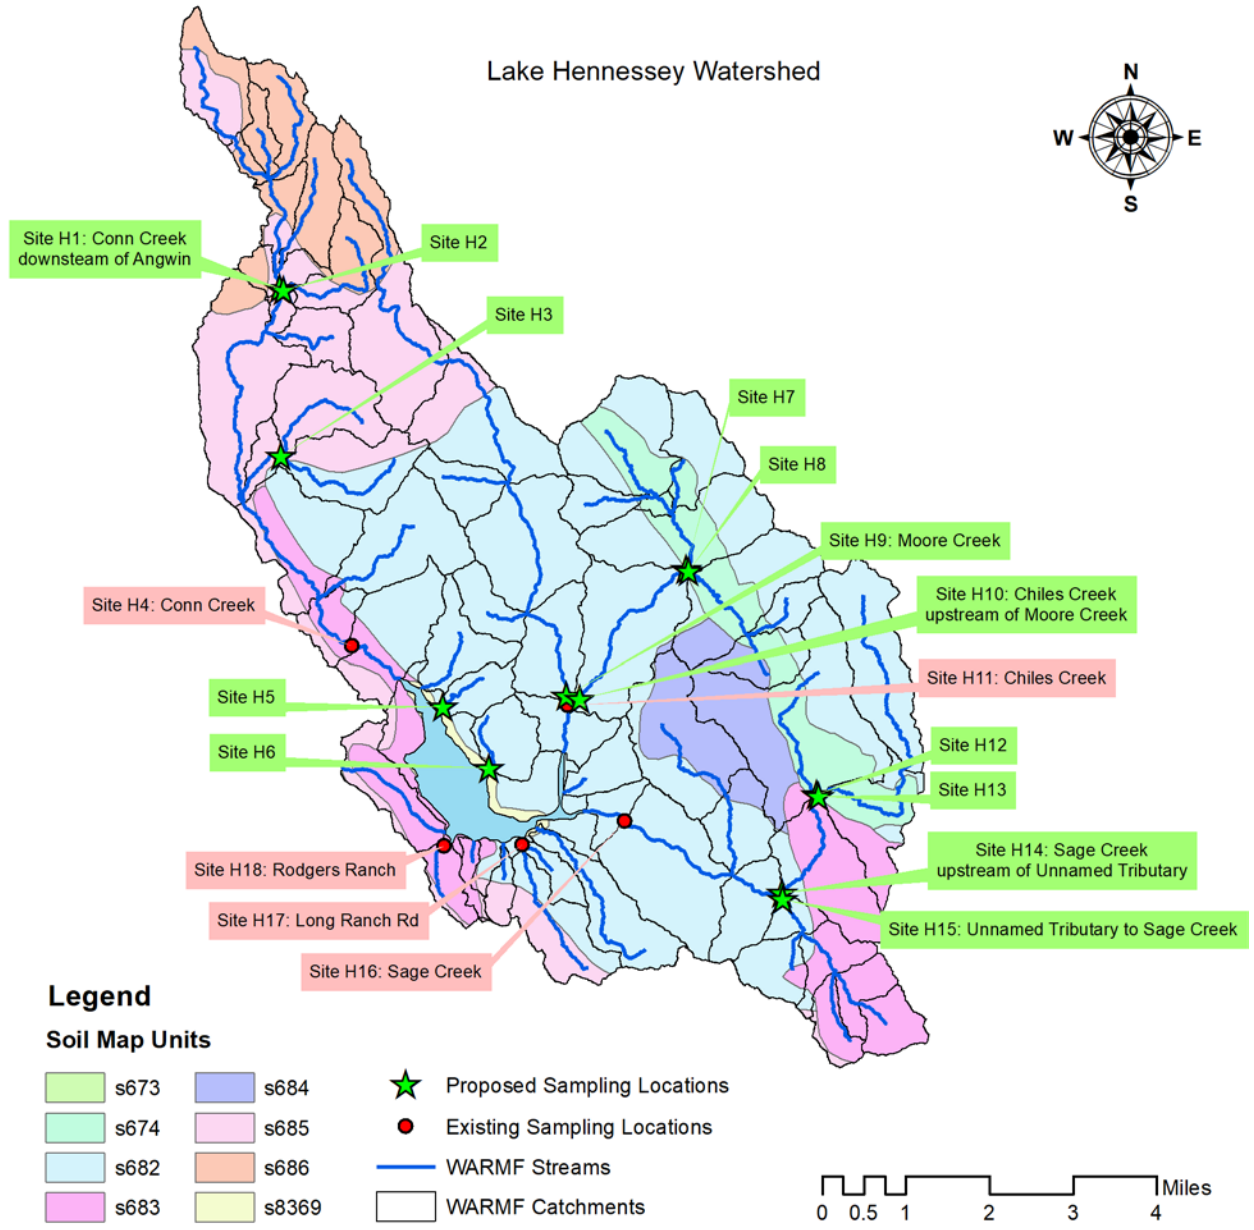 Lake Hennessey Watershed
N
W
E
S
Site H1: Conn Creek
downsteam of Angwin
Site H2
Site H3
Site H7
Site H8
Site H9: Moore Creek
Site H10: Chiles Creek
upstream of Moore Creek
Site H4: Conn Creek
Site H11: Chiles Creek
Site H5
Site H6
Site H12
Site H13
Site H14: Sage Creek
upstream of Unnamed Tributary
Site H18: Rodgers Ranch
Site H17: Long Ranch Rd
Site H15: Unnamed Tributary to Sage Creek
Site H16: Sage Creek
Legend
Soil Map Units
s673
s684
Proposed Sampling Locations
s674
s685
Existing Sampling Locations
s682
s686
WARMF Streams
s683
s8369
WARMF Catchments
Miles
0 0.5 1 2 3 4